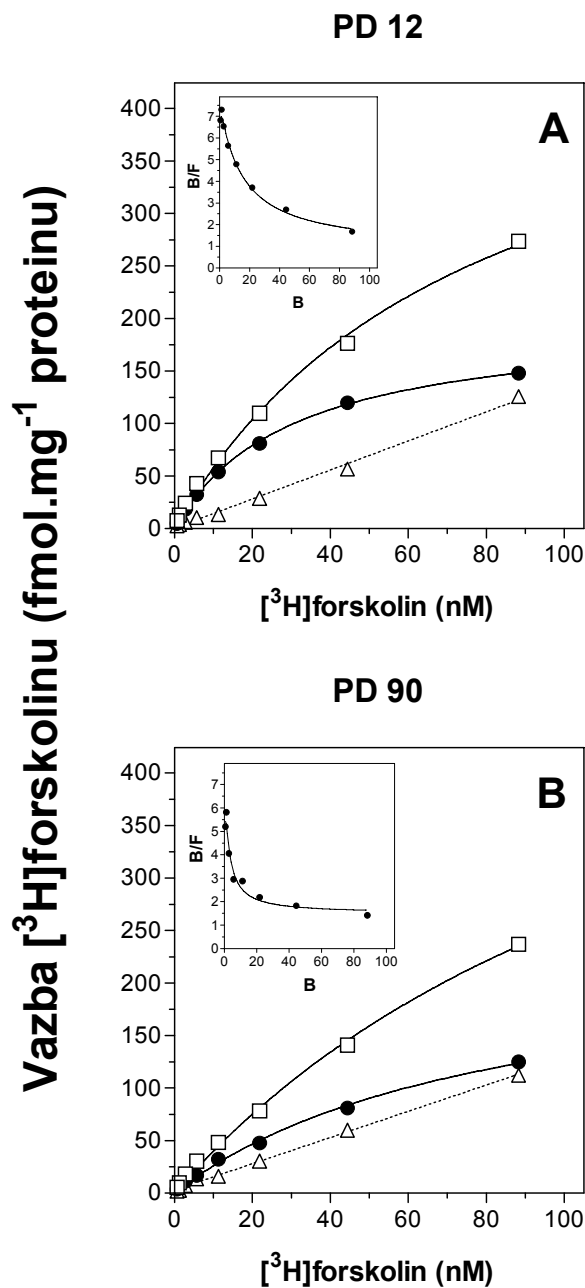 PD 12
Vazba [³H]forskolinu (fmol.mg⁻¹ proteinu)
A
400
350
300
250
200
150
100
50
0
0 20 40 60 80 100
[³H]forskolin (nM)
B/F
7
6
5
4
3
2
1
0
0 20 40 60 80 100
B
PD 90
B
400
350
300
250
200
150
100
50
0
0 20 40 60 80 100
[³H]forskolin (nM)
B/F
7
6
5
4
3
2
1
0
0 20 40 60 80 100
B